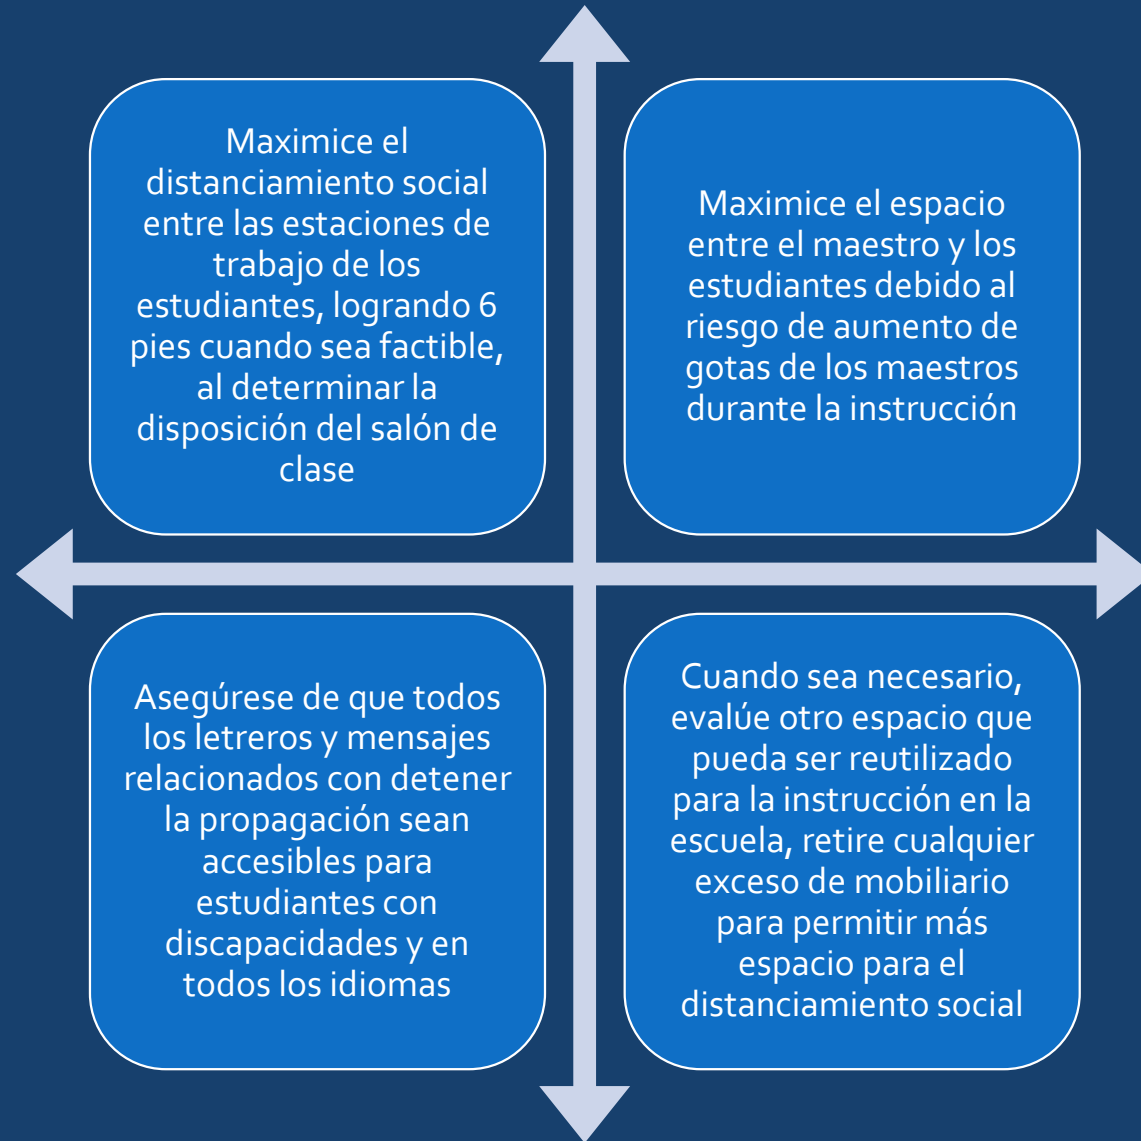 Maximice el
distanciamiento social
entre las estaciones de
trabajo de los
estudiantes, logrando 6
pies cuando sea factible,
al determinar la
disposición del salón de
clase
Maximice el espacio
entre el maestro y los
estudiantes debido al
riesgo de aumento de
gotas de los maestros
durante la instrucción
Asegúrese de que todos
los letreros y mensajes
relacionados con detener
la propagación sean
accesibles para
estudiantes con
discapacidades y en
todos los idiomas
Cuando sea necesario,
evalúe otro espacio que
pueda ser reutilizado
para la instrucción en la
escuela, retire cualquier
exceso de mobiliario
para permitir más
espacio para el
distanciamiento social